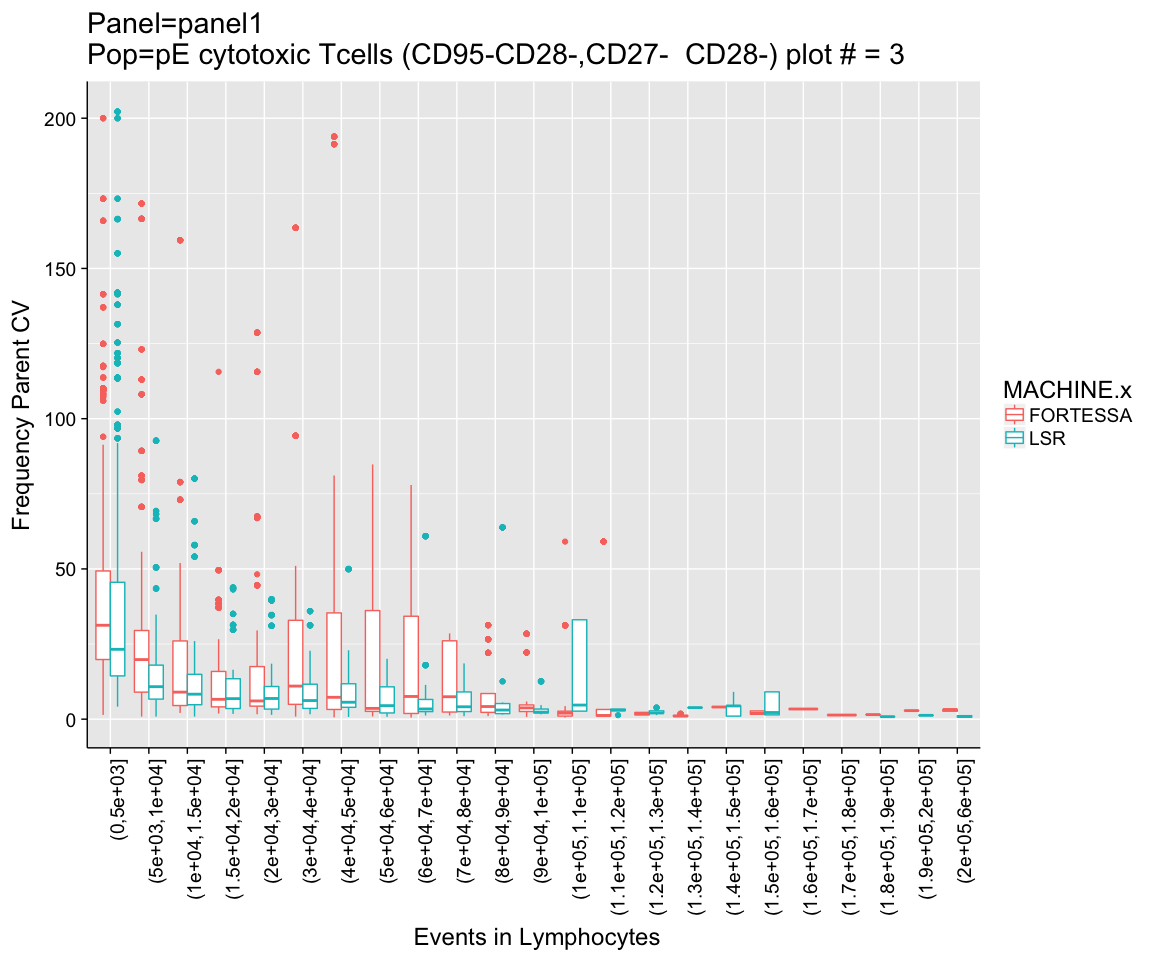 Panel=panel1
Pop=pE cytotoxic Tcells (CD95-CD28-,CD27-  CD28-) plot # = 3
Frequency Parent CV
200
150
100
50
0
(0,5e+03]
(5e+03,1e+04]
(1e+04,1.5e+04]
(1.5e+04,2e+04]
(2e+04,3e+04]
(3e+04,4e+04]
(4e+04,5e+04]
(5e+04,6e+04]
(6e+04,7e+04]
(7e+04,8e+04]
(8e+04,9e+04]
(9e+04,1e+05]
(1e+05,1.1e+05]
(1.1e+05,1.2e+05]
(1.2e+05,1.3e+05]
(1.3e+05,1.4e+05]
(1.4e+05,1.5e+05]
(1.5e+05,1.6e+05]
(1.6e+05,1.7e+05]
(1.7e+05,1.8e+05]
(1.8e+05,1.9e+05]
(1.9e+05,2e+05]
(2e+05,6e+05]
Events in Lymphocytes
MACHINE.x
FORTESSA
LSR